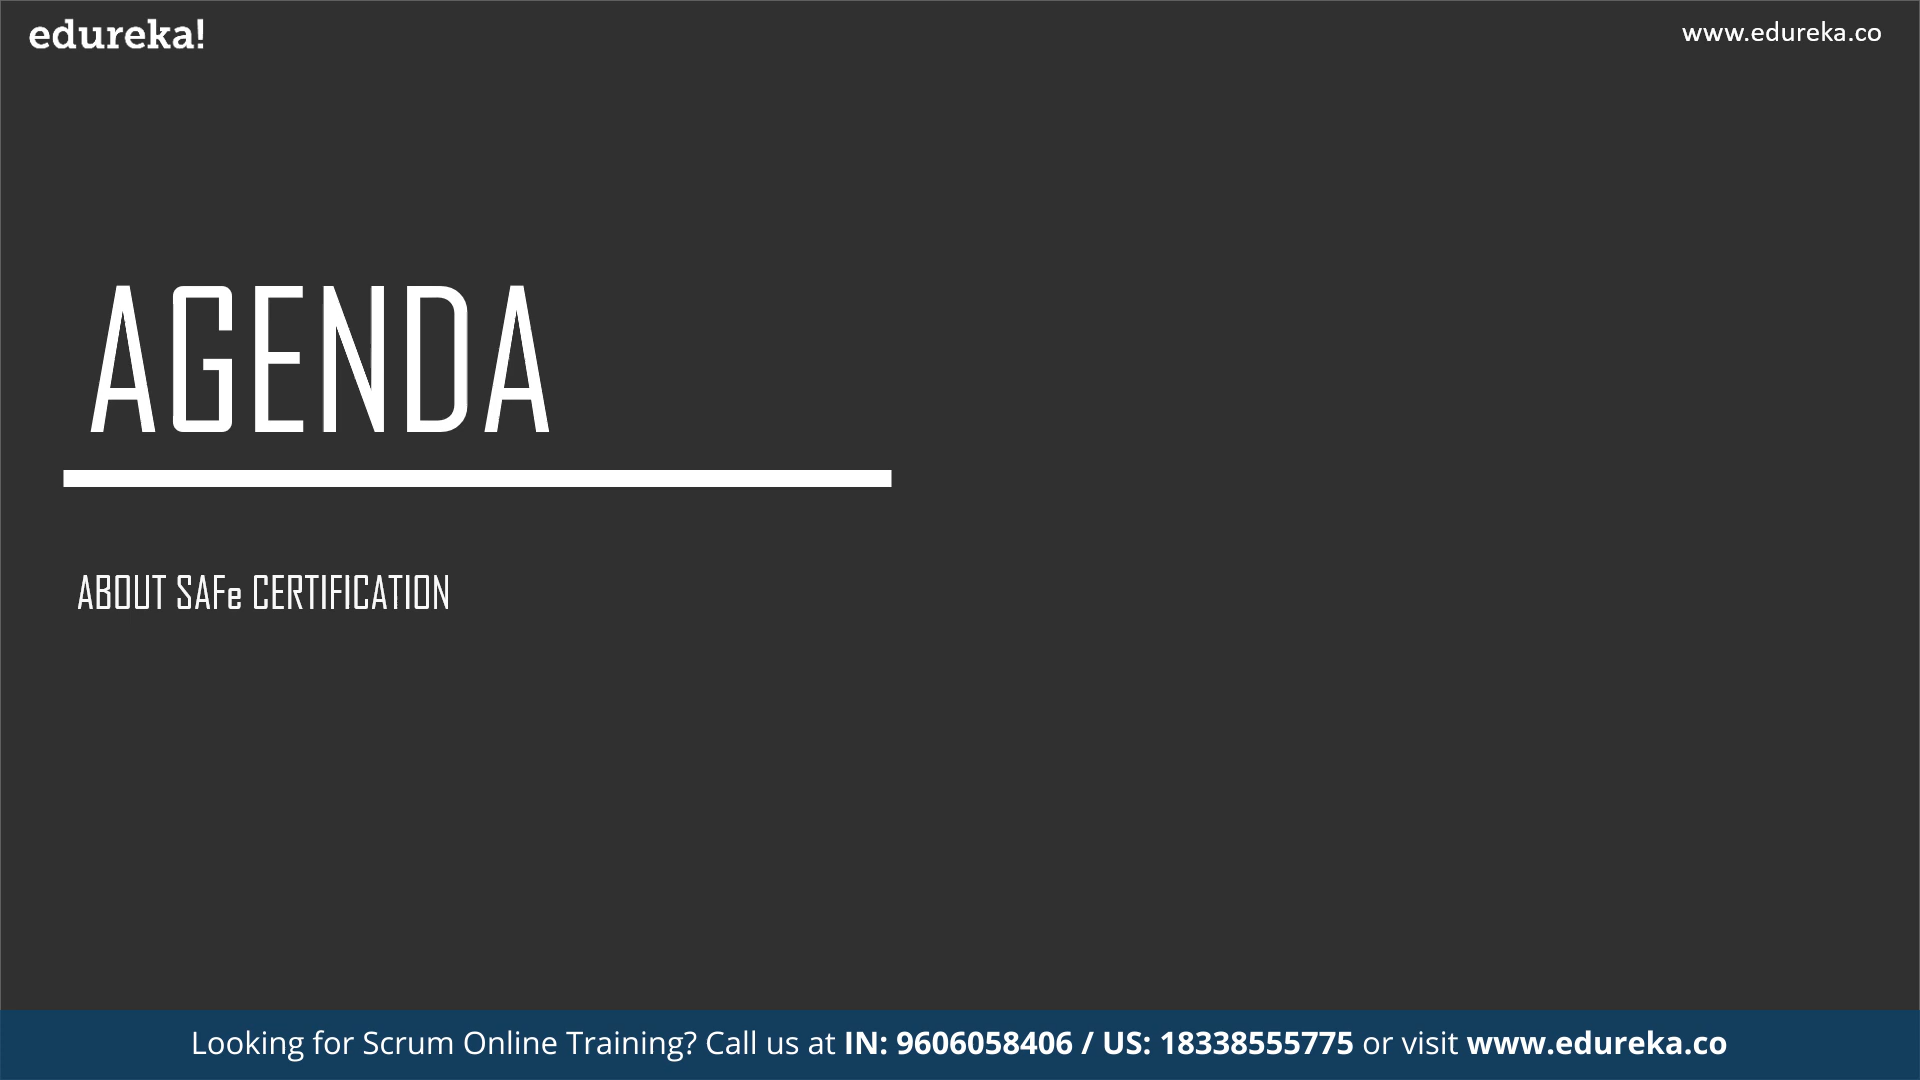 edureka!
www.edureka.co
AGENDA
ABOUT SAFe CERTIFICATION
Looking for Scrum Online Training? Call us at IN: 9606058406 / US: 18338555775 or visit www.edureka.co